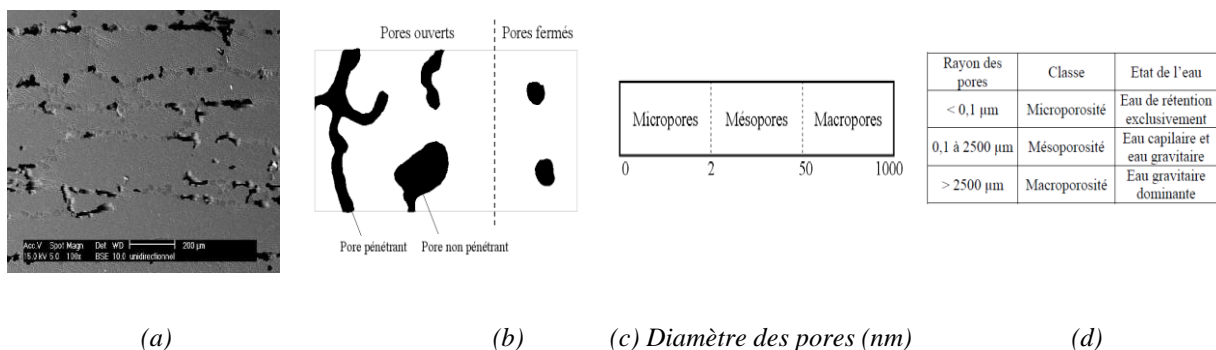 Acc.V Spot Magn Det WD 200 µm
15.0 kV 5.0 100x BSE 10.0 unidirectionnel
Pores ouverts Pores fermés
Pore pénétrant Pore non pénétrant
Micropores Mésopores Macropores
0 2 50 1000
Rayon des pores Classe Etat de l'eau
< 0,1 µm Microporosité Eau de rétention exclusivement
0,1 à 2500 µm Mésoporosité Eau capilaire et eau gravitaire
> 2500 µm Macroporosité Eau gravitaire dominante
(a) (b) (c) Diamètre des pores (nm) (d)